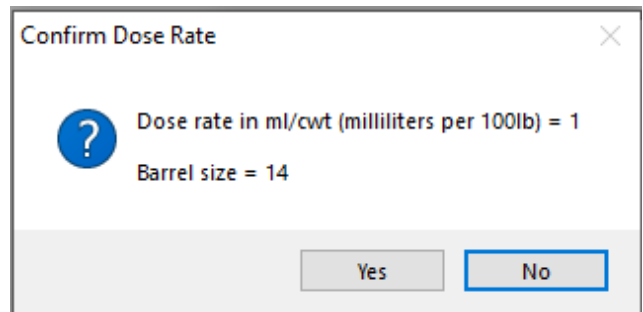 Confirm Dose Rate
Dose rate in ml/cwt (milliliters per 100lb) = 1
Barrel size = 14
Yes
No